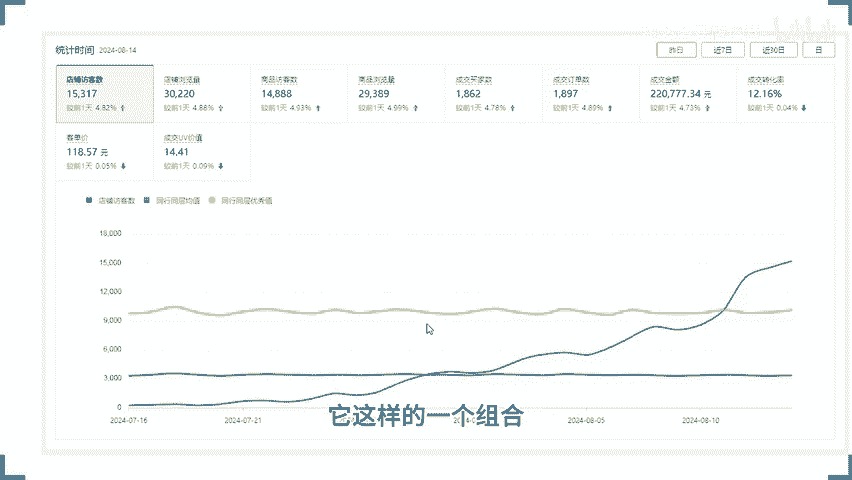 统计时间 2024-08-14
昨日 近7日 近30日 日
店铺访客数 店铺浏览量 商品访客数 商品浏览量 成交买家数 成交订单数 成交金额 成交转化率
15,317 30,220 14,888 29,389 1,862 1,897 220,777.34 元 12.16%
较前1天 4.82% 较前1天 4.88% 较前1天 4.93% 较前1天 4.99% 较前1天 4.78% 较前1天 4.89% 较前1天 4.73% 较前1天 0.04%
客单价 成交UV价值
118.57 元 14.41
较前1天 0.05% 较前1天 0.09%
店铺访客数 同行同层均值 同行同层优秀值
18,000
15,000
12,000
9,000
6,000
3,000
0
2024-07-16 2024-07-21 2024-08-05 2024-08-10
它这样的一个组合